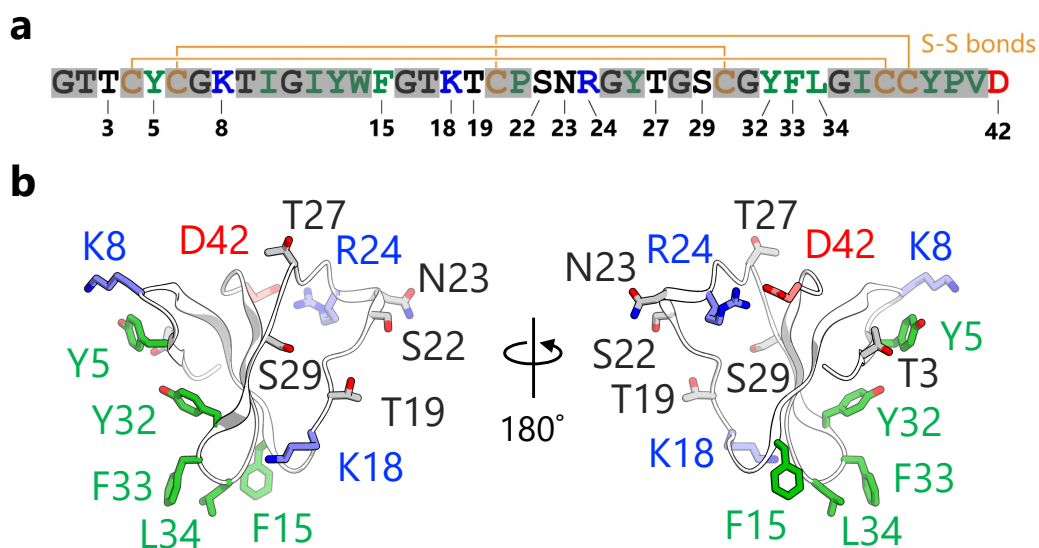 a
S-S bonds
GTTCYCGKTIGIYWFGTKTCPSNRGYTGSCGYFLGICCYPVD
3 5 8 15 18 19 22 23 24 27 29 32 33 34 42
b
T27 T27
K8 D42 R24 R24 D42 K8
N23 N23
Y5 S22 S22 Y5
S29 S29 T3
Y32 T19 T19 Y32
180°
K18 K18
F33 F33
L34 F15 F15 L34